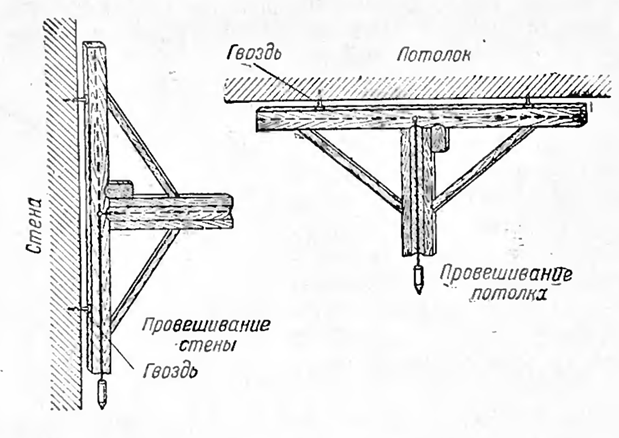 Стена
Провешивание
стены
Гвоздь
Гвоздь
Потолок
Провешивание
потолка